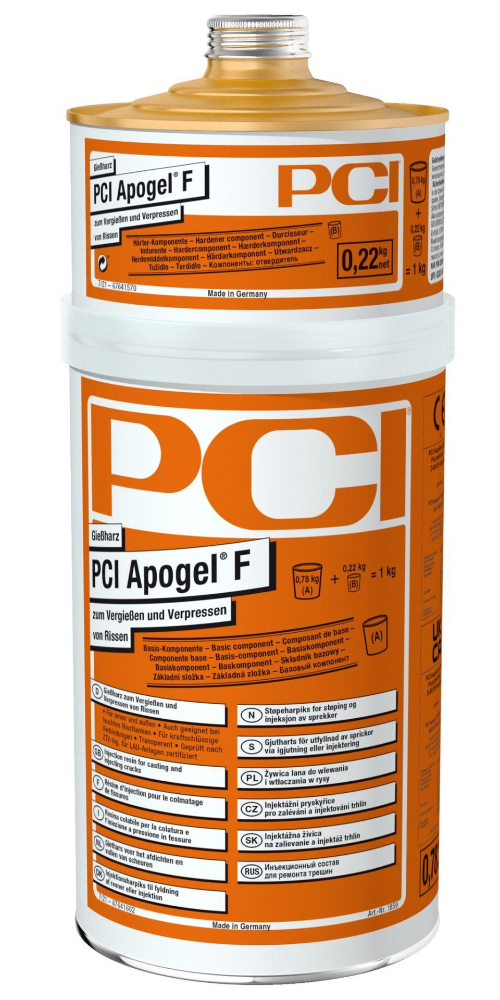 Gießharz
PCI Apogel® F
zum Vergießen und Verpressen
von Rissen
PCI
Härter-Komponente – Hardener component – Durcisseur –
Indurente – Hardercomponent – Hærderkomponent –
Herdemiddelkomponent – Härdarkomponent – Utwardzacz –
Tužidlo – Tvrdidlo – Компоненты: отвердитель
(B)
0,22 kg net
7/21 – 67641570
Made in Germany
0,78 kg
(A)
+
0,22 kg
(B)
= 1 kg
PCI®
Gießharz
PCI Apogel® F
zum Vergießen und Verpressen
von Rissen
0,78 kg
(A)
+
0,22 kg
(B)
= 1 kg
Basis-Komponente – Basic component – Composant de base –
Componente base – Basis-component – Basiskomponent –
Basiskomponent – Baskomponent – Składnik bazowy –
Základni složka – Základná zložka – Базовый компонент
(A)
D Gießharz zum Vergießen und
Verpressen von Rissen
• Für innen und außen • Auch geeignet bei
feuchten Rissflanken • Für kraftschlüssige
Verbindungen • Transparent • Geprüft nach
ZTV-Ing, für LAU-Anlagen zertifiziert
GB Injection resin for casting and
injecting cracks
F Résine d'injection pour le colmatage
de fissures
I Resina colabile per la colatura e
l'iniezione a pressione in fessure
NL Giethars voor het afdichten en
vullen van scheuren
DK Injektionsharpiks til fyldning
af revner eller injektion
N Støpeharpiks for støping og
injeksjon av sprekker
S Gjutharts för utfyllnad av sprickor
via igjutning eller injektering
PL Żywica lana do wlewania
i wtłaczania w rysy
CZ Injektážní pryskyřice
pro zalévání a injektování trhlin
SK Injektážna živica
na zalievanie a injektáž trhlín
RUS Инъекционный состав
для ремонта трещин
7/21 – 67641602
Art.-Nr. 1859
Made in Germany
CE
UK
CA
0,78